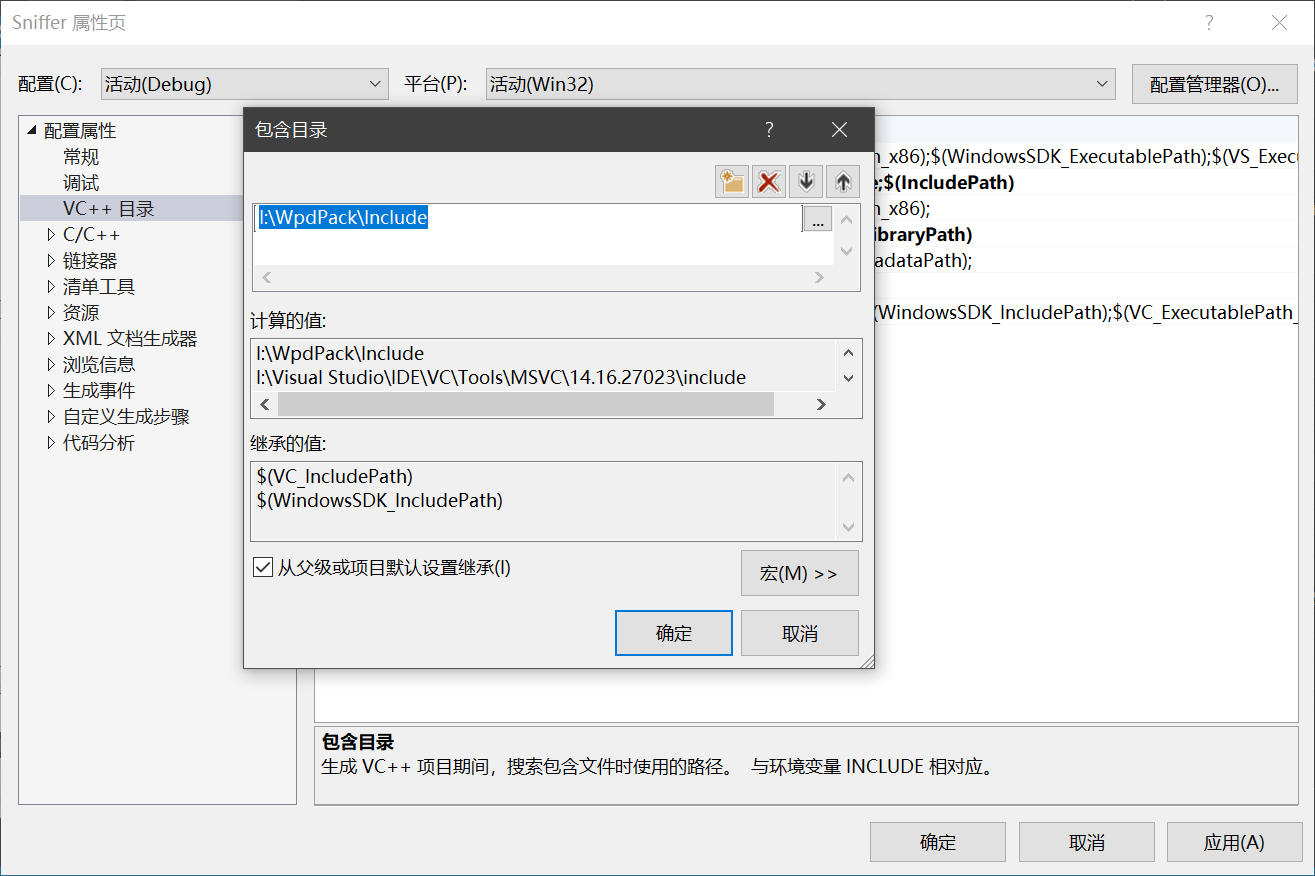 Sniffer 属性页
配置(C):
活动(Debug)
平台(P):
活动(Win32)
配置管理器(O)...
配置属性
常规
调试
VC++ 目录
C/C++
链接器
清单工具
资源
XML 文档生成器
浏览信息
生成事件
自定义生成步骤
代码分析
_x86);$(WindowsSDK_ExecutablePath);$(VS_Exec
;$(IncludePath)
_x86);
ibraryPath)
adataPath);
(WindowsSDK_IncludePath);$(VC_ExecutablePath_
包含目录
I:\WpdPack\Include
...
计算的值:
I:\WpdPack\Include
I:\Visual Studio\IDE\VC\Tools\MSVC\14.16.27023\include
继承的值:
$(VC_IncludePath)
$(WindowsSDK_IncludePath)
从父级或项目默认设置继承(I)
宏(M) >>
确定
取消
包含目录
生成 VC++ 项目期间，搜索包含文件时使用的路径。 与环境变量 INCLUDE 相对应。
确定
取消
应用(A)